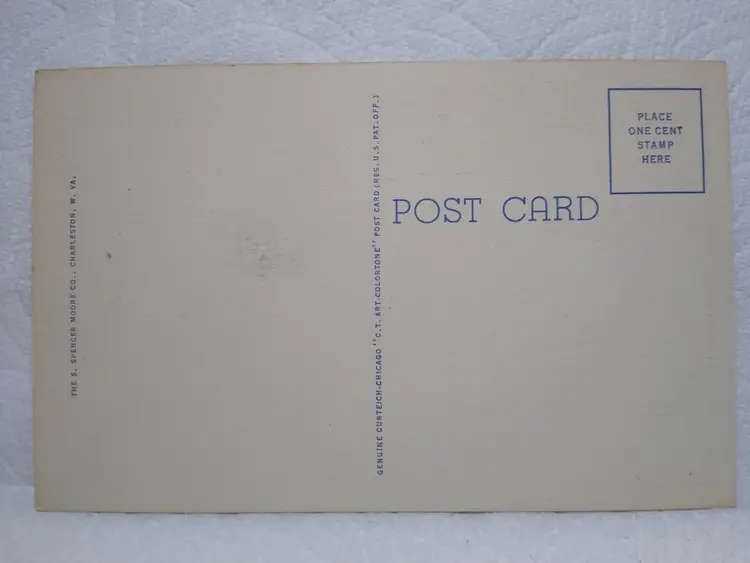 THE S. SPENCER MOORE CO., CHARLESTON, W. VA.
GENUINE CURTEICH-CHICAGO "C.T. ART-COLORTONE" POST CARD (REG. U.S. PAT. OFF.)
POST CARD
PLACE
ONE CENT
STAMP
HERE